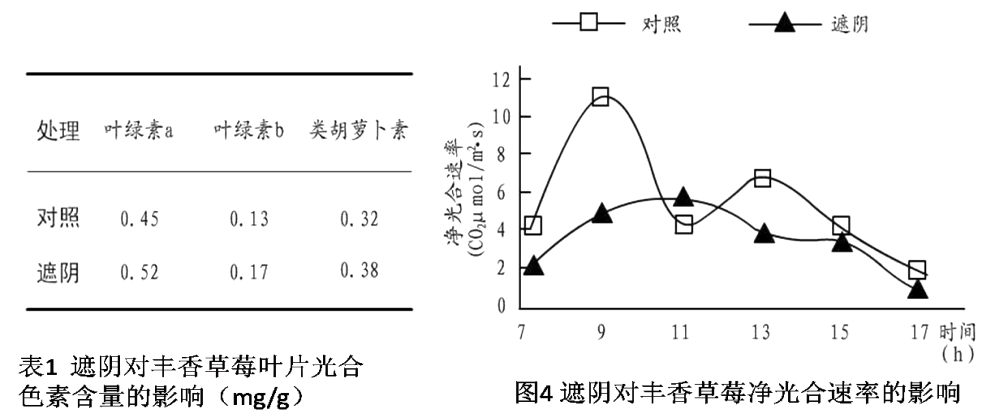 处理 叶绿素a 叶绿素b 类胡萝卜素
对照 0.45 0.13 0.32
遮阴 0.52 0.17 0.38
表1 遮阴对丰香草莓叶片光合
色素含量的影响（mg/g）
对照 遮阴
净光合速率
(CO₂μmol/m²·s)
12
10
8
6
4
2
0
7 9 11 13 15 17 时间
(h)
图4 遮阴对丰香草莓净光合速率的影响